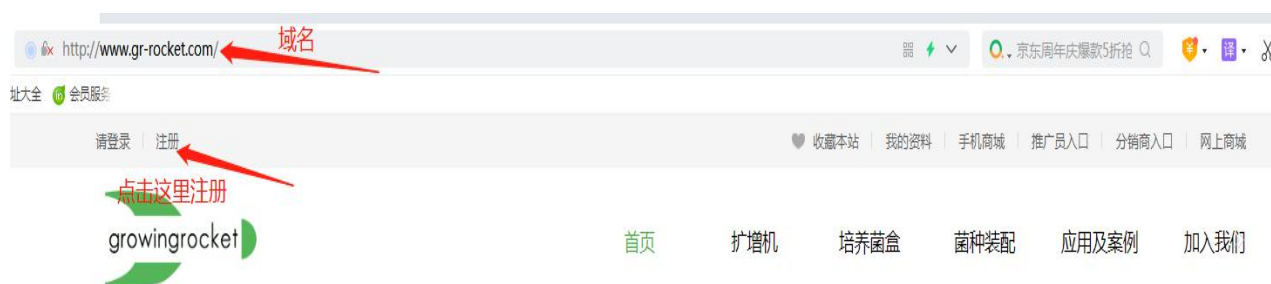 http://www.gr-rocket.com/
域名
京东周年庆爆款5折抢
译
址大全 会员服务
请登录 注册 收藏本站 我的资料 手机商城 推广员入口 分销商入口 网上商城
点击这里注册
growingrocket
首页 扩增机 培养菌盒 菌种装配 应用及案例 加入我们